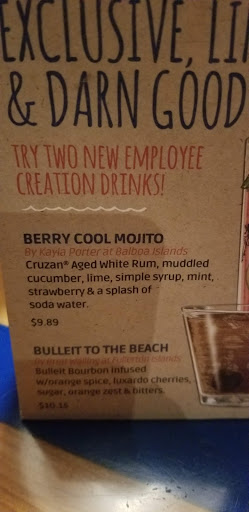 EXCLUSIVE, LI
& DARN GOOD
TRY TWO NEW EMPLOYEE
CREATION DRINKS!
BERRY COOL MOJITO
By Kayla Porter at Balboa Islands
Cruzan® Aged White Rum, muddled
cucumber, lime, simple syrup, mint,
strawberry & a splash of
soda water.
$9.89
BULLEIT TO THE BEACH
Islands
Bulleit Bourbon infused
w/orange spice, luxardo cherries,
sugar, orange zest & bitters.